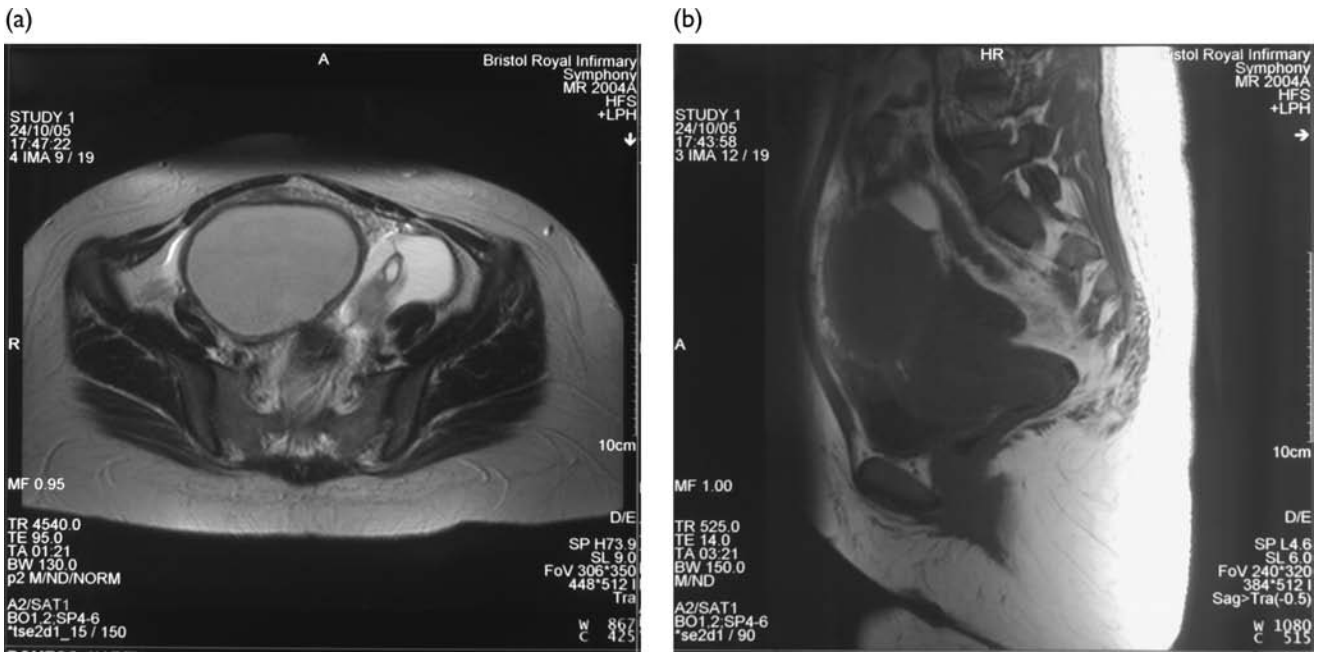 (a)
A
Bristol Royal Infirmary
Symphony
MR 2004A
HFS
+LPH
STUDY 1
24/10/05
17:47:22
4 IMA 9 / 19
R
10cm
MF 0.95
TR 4540.0
TE 95.0
TA 01:21
BW 130.0
p2 M/ND/NORM
A2/SAT1
BO1,2;SP4-6
*tse2d1_15 / 150
D/E
SP H73.9
SL 9.0
FoV 306*350
448*512 I
Tra
W 867
C 425
(b)
HR
Royal Infirmary
Symphony
MR 2004A
HFS
+LPH
STUDY 1
24/10/05
17:43:58
3 IMA 12 / 19
A
10cm
MF 1.00
TR 525.0
TE 14.0
TA 03:21
BW 150.0
M/ND
A2/SAT1
BO1,2;SP4-6
*se2d1 / 90
D/E
SP L4.6
SL 6.0
FoV 240*320
384*512 I
Sag>Tra(-0.5)
W 1080
C 515